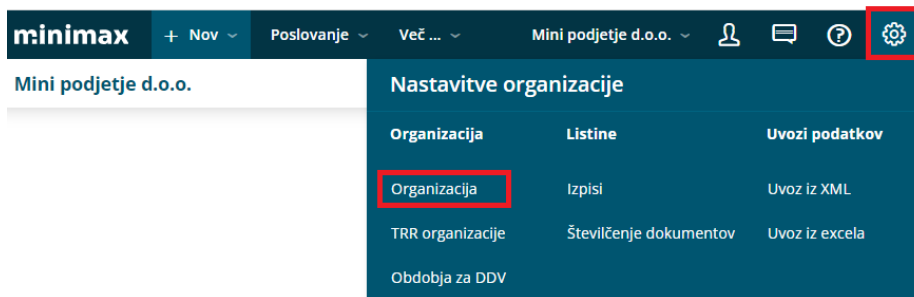 minimax + Nov Poslovanje Več ... Mini podjetje d.o.o.
Mini podjetje d.o.o.
Nastavitve organizacije
Organizacija Listine Uvozi podatkov
Organizacija Izpisi Uvoz iz XML
TRR organizacije Številčenje dokumentov Uvoz iz excela
Obdobja za DDV